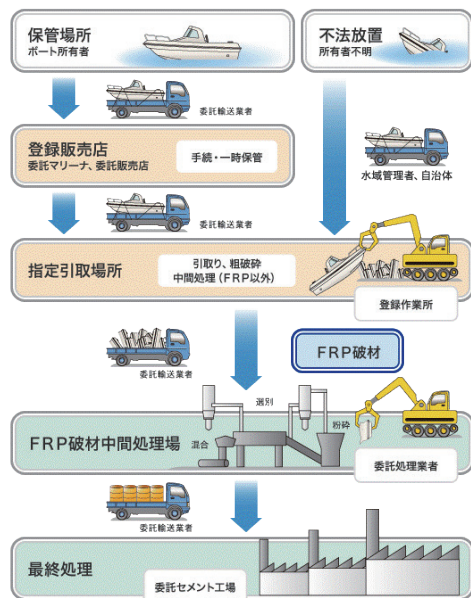 保管場所
ボート所有者
不法放置
所有者不明
委託輸送業者
登録販売店
委託マリーナ、委託販売店
手続・一時保管
水域管理者、自治体
委託輸送業者
指定引取場所
引取り、粗破砕
中間処理（FRP以外）
登録作業所
FRP破材
委託輸送業者
選別
混合
粉砕
FRP破材中間処理場
委託処理業者
委託輸送業者
最終処理
委託セメント工場